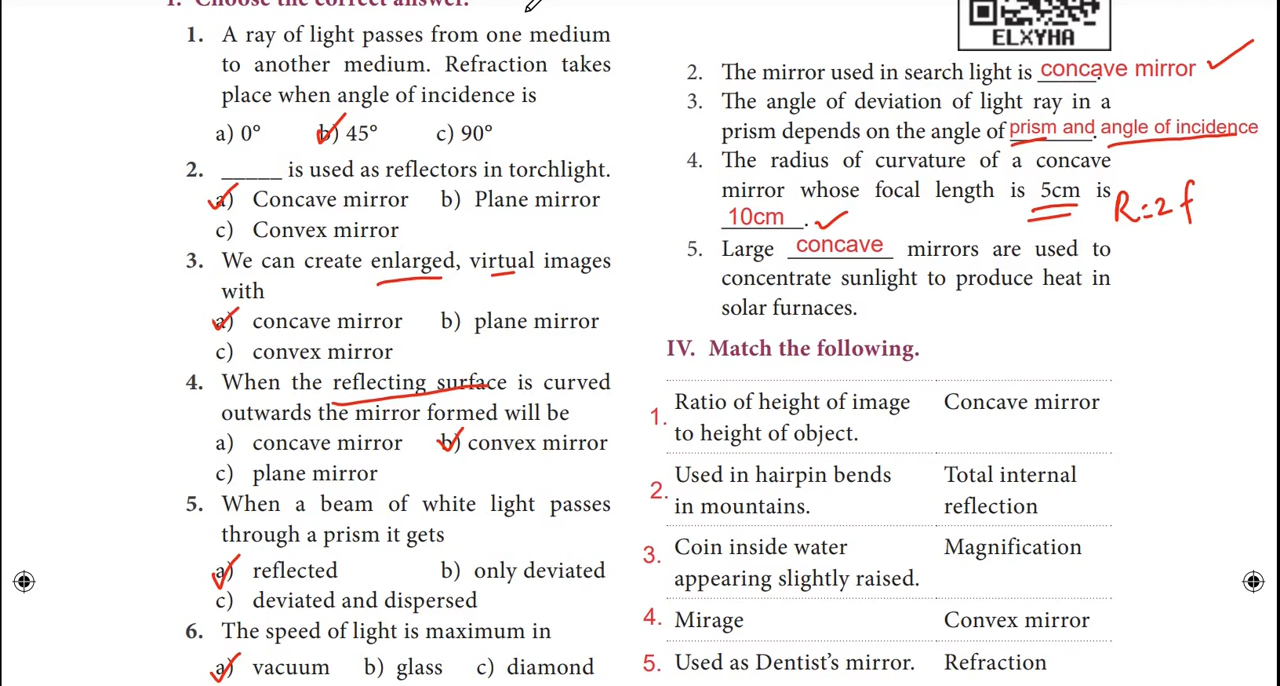 I. Choose the correct answer.
1. A ray of light passes from one medium
to another medium. Refraction takes
place when angle of incidence is
a) 0° b) 45° c) 90°
2. _____ is used as reflectors in torchlight.
a) Concave mirror b) Plane mirror
c) Convex mirror
3. We can create enlarged, virtual images
with
a) concave mirror b) plane mirror
c) convex mirror
4. When the reflecting surface is curved
outwards the mirror formed will be
a) concave mirror b) convex mirror
c) plane mirror
5. When a beam of white light passes
through a prism it gets
a) reflected b) only deviated
c) deviated and dispersed
6. The speed of light is maximum in
a) vacuum b) glass c) diamond
ELXYHA
2. The mirror used in search light is concave mirror
3. The angle of deviation of light ray in a
prism depends on the angle of prism and angle of incidence.
4. The radius of curvature of a concave
mirror whose focal length is 5cm is
R=2f
10cm.
5. Large concave mirrors are used to
concentrate sunlight to produce heat in
solar furnaces.
IV. Match the following.
1. Ratio of height of image Concave mirror
to height of object.
2. Used in hairpin bends Total internal
in mountains. reflection
3. Coin inside water Magnification
appearing slightly raised.
4. Mirage Convex mirror
5. Used as Dentist's mirror. Refraction